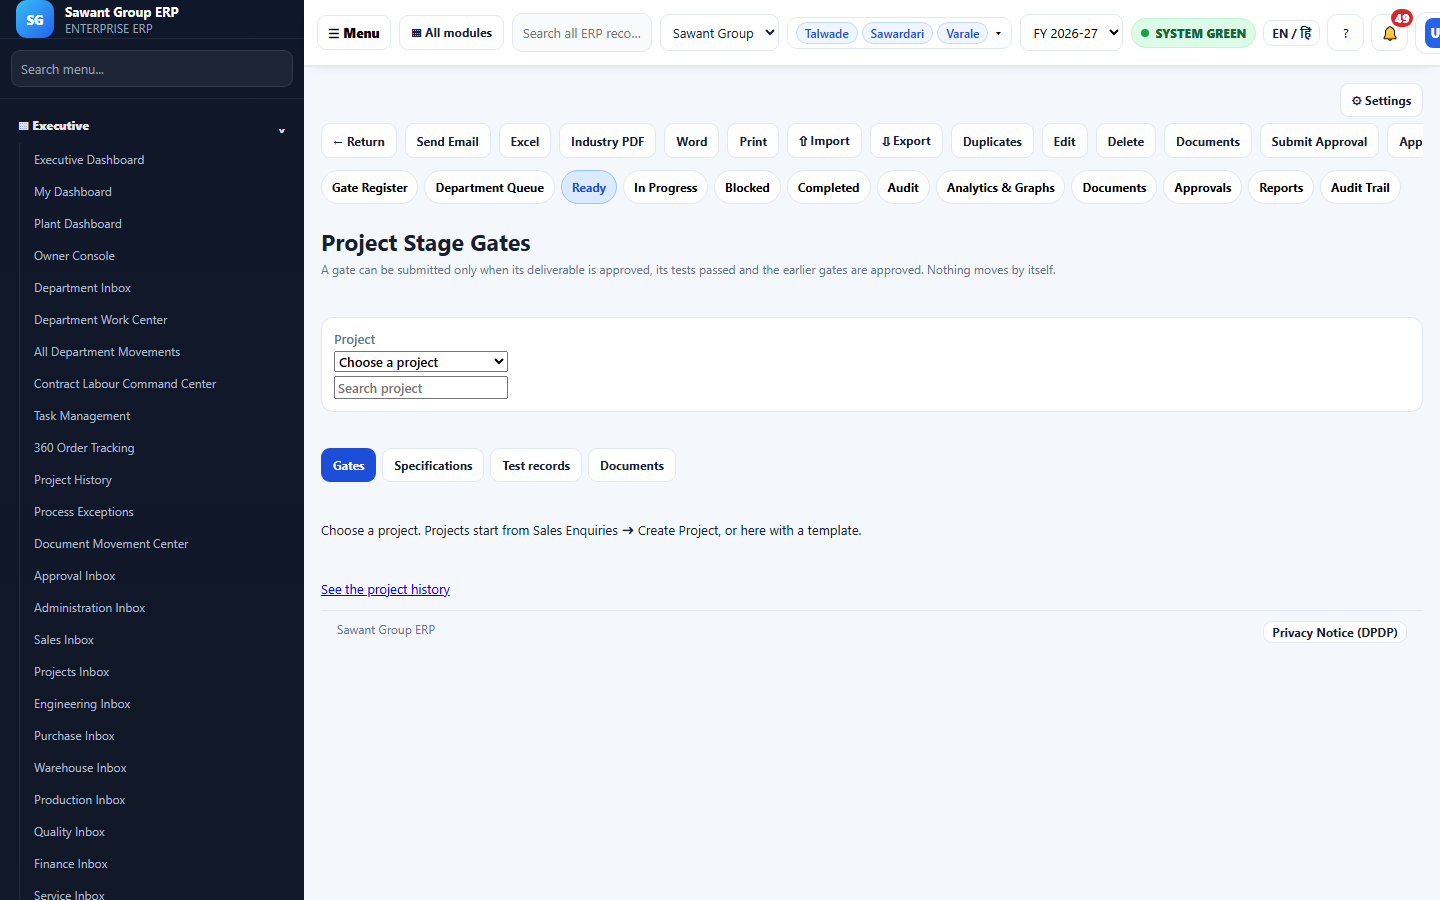 SG
Sawant Group ERP
ENTERPRISE ERP
Search menu...
Executive
Executive Dashboard
My Dashboard
Plant Dashboard
Owner Console
Department Inbox
Department Work Center
All Department Movements
Contract Labour Command Center
Task Management
360 Order Tracking
Project History
Process Exceptions
Document Movement Center
Approval Inbox
Administration Inbox
Sales Inbox
Projects Inbox
Engineering Inbox
Purchase Inbox
Warehouse Inbox
Production Inbox
Quality Inbox
Finance Inbox
Service Inbox
☰ Menu
All modules
Search all ERP reco...
Sawant Group
Talwade
Sawardari
Varale
FY 2026-27
SYSTEM GREEN
EN / हिं
?
49
U
⚙ Settings
← Return
Send Email
Excel
Industry PDF
Word
Print
⇧ Import
⇩ Export
Duplicates
Edit
Delete
Documents
Submit Approval
App
Gate Register
Department Queue
Ready
In Progress
Blocked
Completed
Audit
Analytics & Graphs
Documents
Approvals
Reports
Audit Trail
Project Stage Gates
A gate can be submitted only when its deliverable is approved, its tests passed and the earlier gates are approved. Nothing moves by itself.
Project
Choose a project
Search project
Gates
Specifications
Test records
Documents
Choose a project. Projects start from Sales Enquiries → Create Project, or here with a template.
See the project history
Sawant Group ERP
Privacy Notice (DPDP)